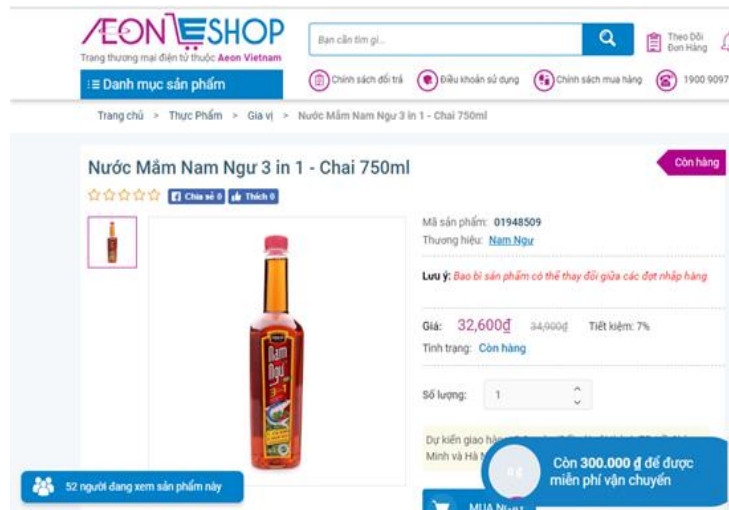 ÆON ESHOP
Trang thương mại điện tử thuộc Aeon Vietnam
Bạn cần tìm gì...
Theo Dõi
Đơn Hàng
Danh mục sản phẩm
Chính sách đổi trả
Điều khoản sử dụng
Chính sách mua hàng
1900 9097
Trang chủ > Thực Phẩm > Gia vị > Nước Mắm Nam Ngư 3 in 1 - Chai 750ml
Nước Mắm Nam Ngư 3 in 1 - Chai 750ml
Còn hàng
Chia sẻ 0 Thích 0
Mã sản phẩm: 01948509
Thương hiệu: Nam Ngư
Lưu ý: Bao bì sản phẩm có thể thay đổi giữa các đợt nhập hàng
Giá: 32,600₫ 34,900₫ Tiết kiệm: 7%
Tình trạng: Còn hàng
Số lượng: 1
Nam
Ngư
Dự kiến giao
Minh và Hà
Còn 300.000 ₫ để được
miễn phí vận chuyển
0 ₫
52 người đang xem sản phẩm này
MUA